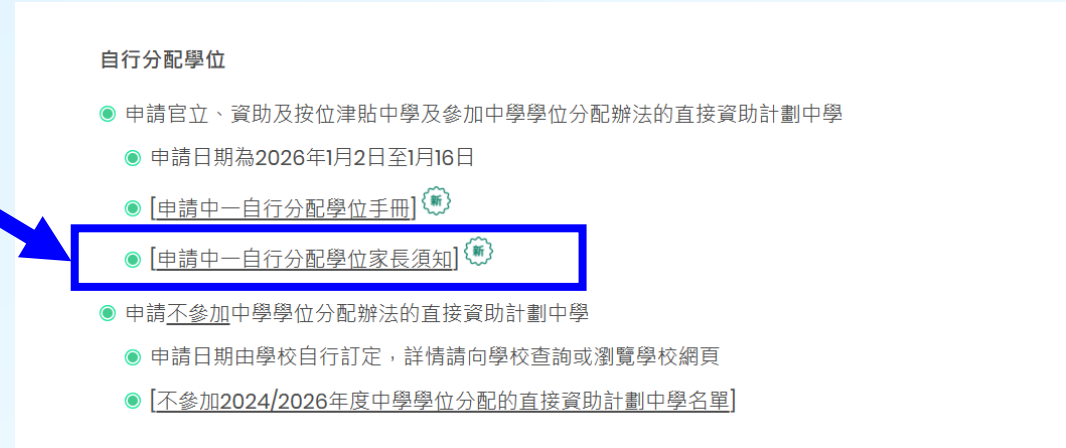 自行分配學位
申請官立、資助及按位津貼中學及參加中學學位分配辦法的直接資助計劃中學
申請日期為2026年1月2日至1月16日
[申請中一自行分配學位手冊] 新
[申請中一自行分配學位家長須知] 新
申請不參加中學學位分配辦法的直接資助計劃中學
申請日期由學校自行訂定，詳情請向學校查詢或瀏覽學校網頁
[不參加2024/2026年度中學學位分配的直接資助計劃中學名單]